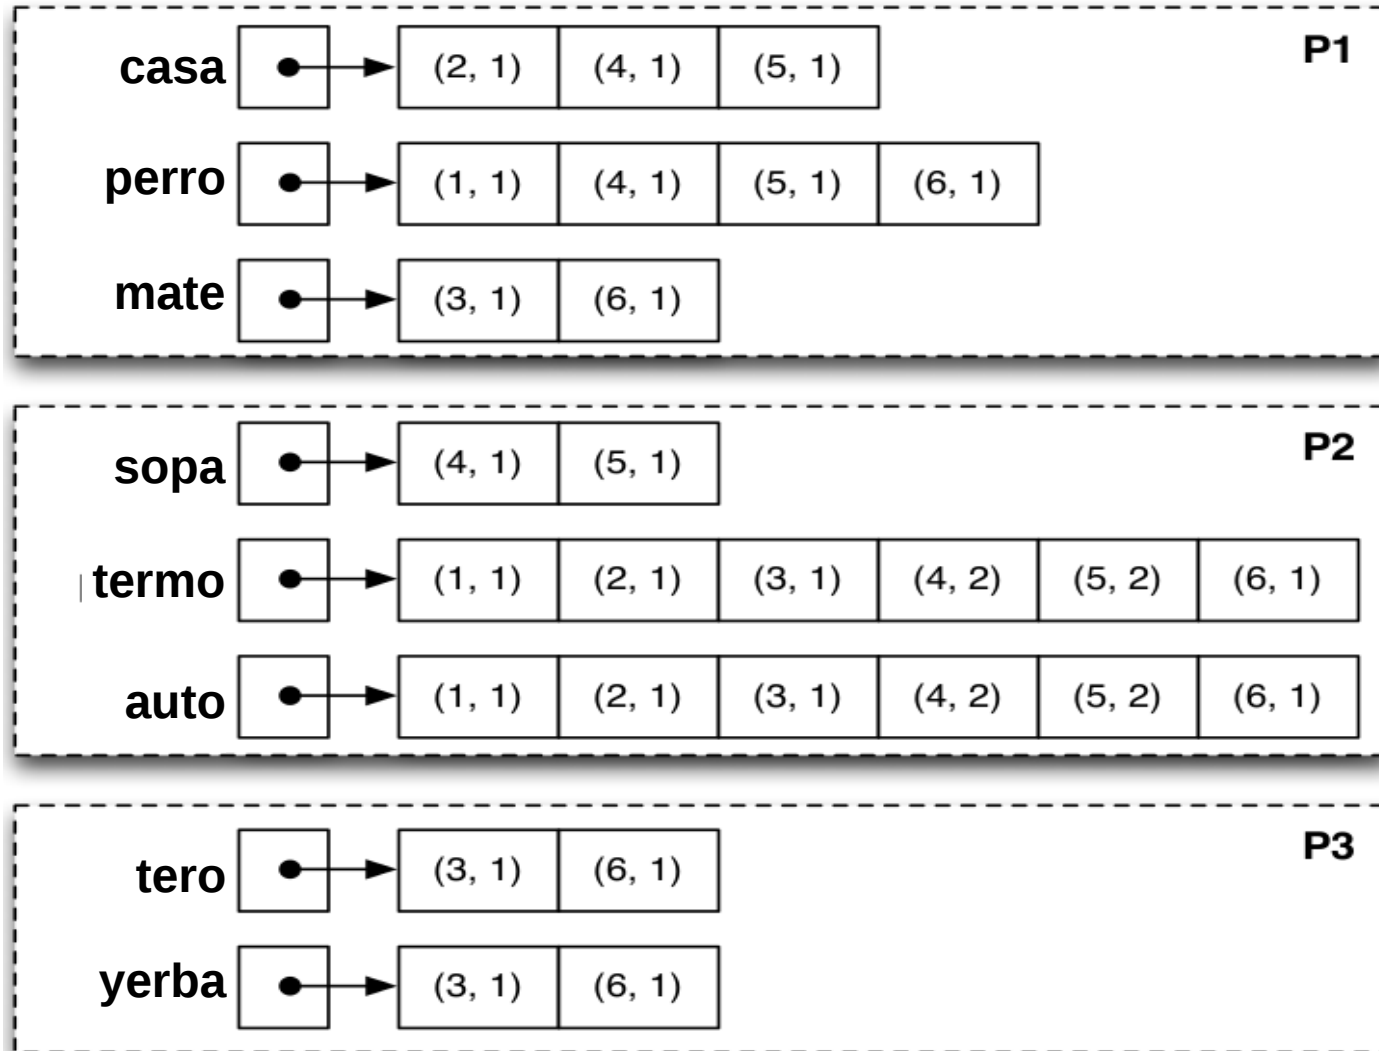 casa (2, 1) (4, 1) (5, 1) P1
perro (1, 1) (4, 1) (5, 1) (6, 1)
mate (3, 1) (6, 1)
sopa (4, 1) (5, 1) P2
termo (1, 1) (2, 1) (3, 1) (4, 2) (5, 2) (6, 1)
auto (1, 1) (2, 1) (3, 1) (4, 2) (5, 2) (6, 1)
tero (3, 1) (6, 1) P3
yerba (3, 1) (6, 1)